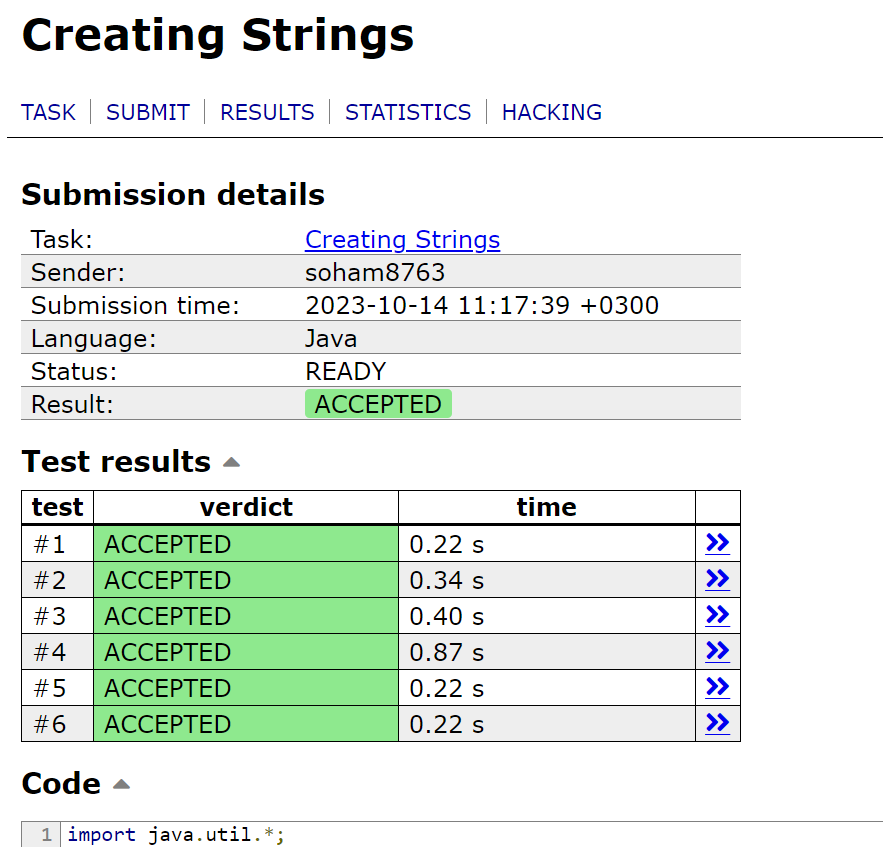 Creating Strings
TASK | SUBMIT | RESULTS | STATISTICS | HACKING
Submission details
Task: Creating Strings
Sender: soham8763
Submission time: 2023-10-14 11:17:39 +0300
Language: Java
Status: READY
Result: ACCEPTED
Test results
test verdict time
#1 ACCEPTED 0.22 s >>
#2 ACCEPTED 0.34 s >>
#3 ACCEPTED 0.40 s >>
#4 ACCEPTED 0.87 s >>
#5 ACCEPTED 0.22 s >>
#6 ACCEPTED 0.22 s >>
Code
1 import java.util.*;